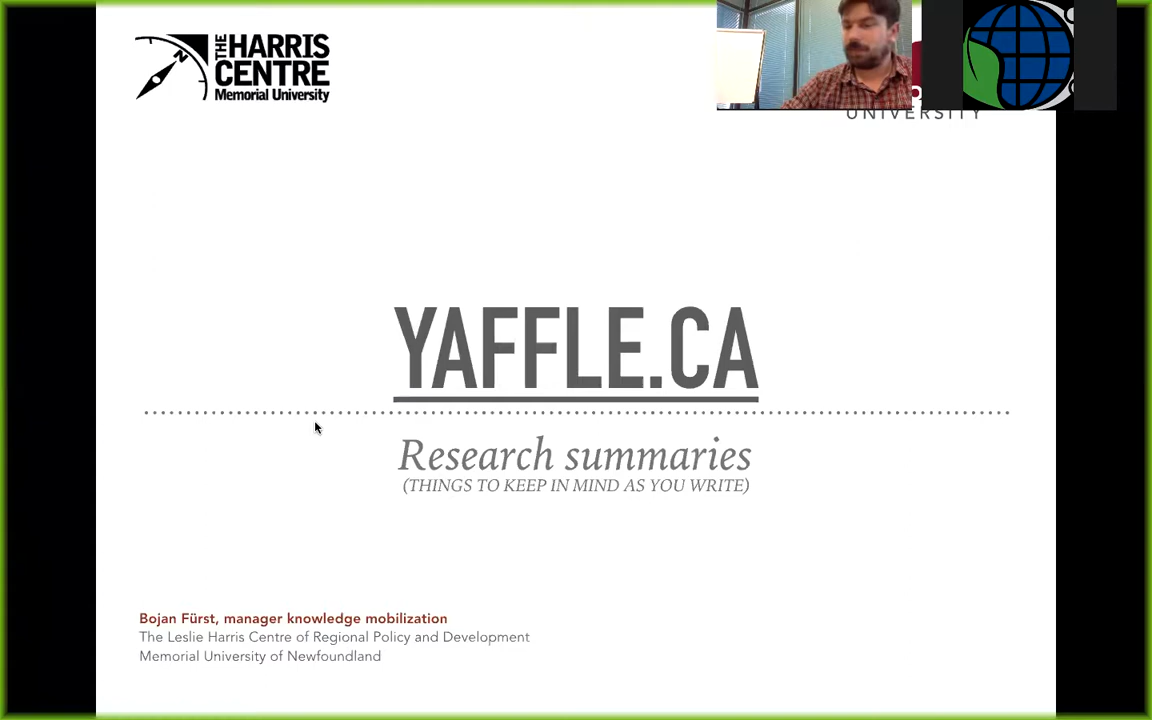 THE HARRIS
CENTRE
Memorial University
UNIVERSITY
YAFFLE.CA
Research summaries
(THINGS TO KEEP IN MIND AS YOU WRITE)
Bojan Fürst, manager knowledge mobilization
The Leslie Harris Centre of Regional Policy and Development
Memorial University of Newfoundland